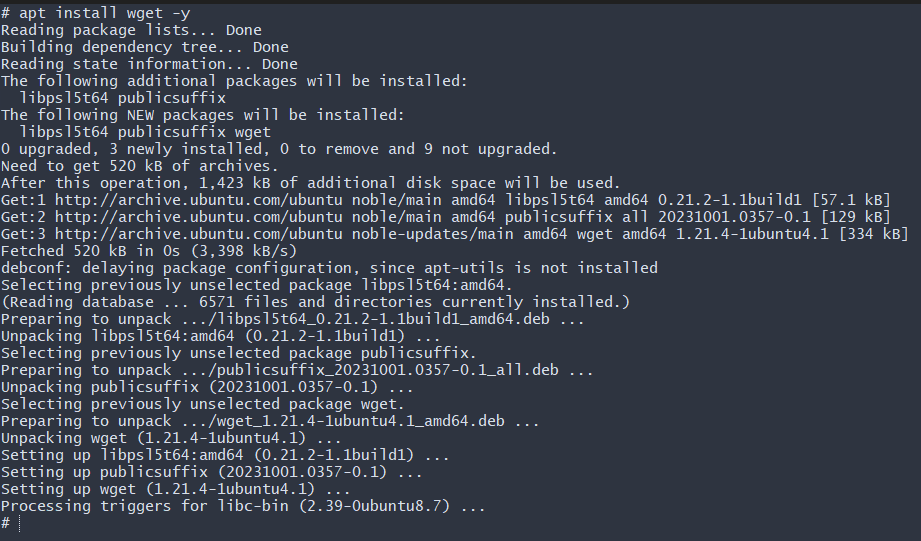 # apt install wget -y
Reading package lists... Done
Building dependency tree... Done
Reading state information... Done
The following additional packages will be installed:
  libpsl5t64 publicsuffix
The following NEW packages will be installed:
  libpsl5t64 publicsuffix wget
0 upgraded, 3 newly installed, 0 to remove and 9 not upgraded.
Need to get 520 kB of archives.
After this operation, 1,423 kB of additional disk space will be used.
Get:1 http://archive.ubuntu.com/ubuntu noble/main amd64 libpsl5t64 amd64 0.21.2-1.1build1 [57.1 kB]
Get:2 http://archive.ubuntu.com/ubuntu noble/main amd64 publicsuffix all 20231001.0357-0.1 [129 kB]
Get:3 http://archive.ubuntu.com/ubuntu noble-updates/main amd64 wget amd64 1.21.4-1ubuntu4.1 [334 kB]
Fetched 520 kB in 0s (3,398 kB/s)
debconf: delaying package configuration, since apt-utils is not installed
Selecting previously unselected package libpsl5t64:amd64.
(Reading database ... 6571 files and directories currently installed.)
Preparing to unpack .../libpsl5t64_0.21.2-1.1build1_amd64.deb ...
Unpacking libpsl5t64:amd64 (0.21.2-1.1build1) ...
Selecting previously unselected package publicsuffix.
Preparing to unpack .../publicsuffix_20231001.0357-0.1_all.deb ...
Unpacking publicsuffix (20231001.0357-0.1) ...
Selecting previously unselected package wget.
Preparing to unpack .../wget_1.21.4-1ubuntu4.1_amd64.deb ...
Unpacking wget (1.21.4-1ubuntu4.1) ...
Setting up libpsl5t64:amd64 (0.21.2-1.1build1) ...
Setting up publicsuffix (20231001.0357-0.1) ...
Setting up wget (1.21.4-1ubuntu4.1) ...
Processing triggers for libc-bin (2.39-0ubuntu8.7) ...
#